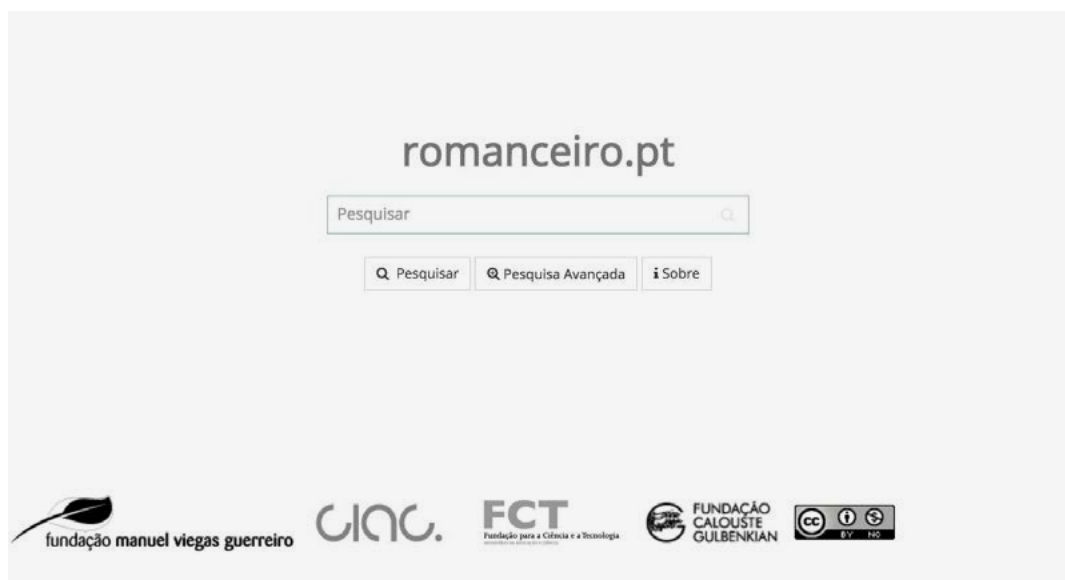 romanceiro.pt
Pesquisar
Pesquisar
Pesquisa Avançada
i Sobre
fundação manuel viegas guerreiro
CIAC.
FCT
Fundação para a Ciência e a Tecnologia
FUNDAÇÃO
CALOUSTE
GULBENKIAN
cc
BY NC